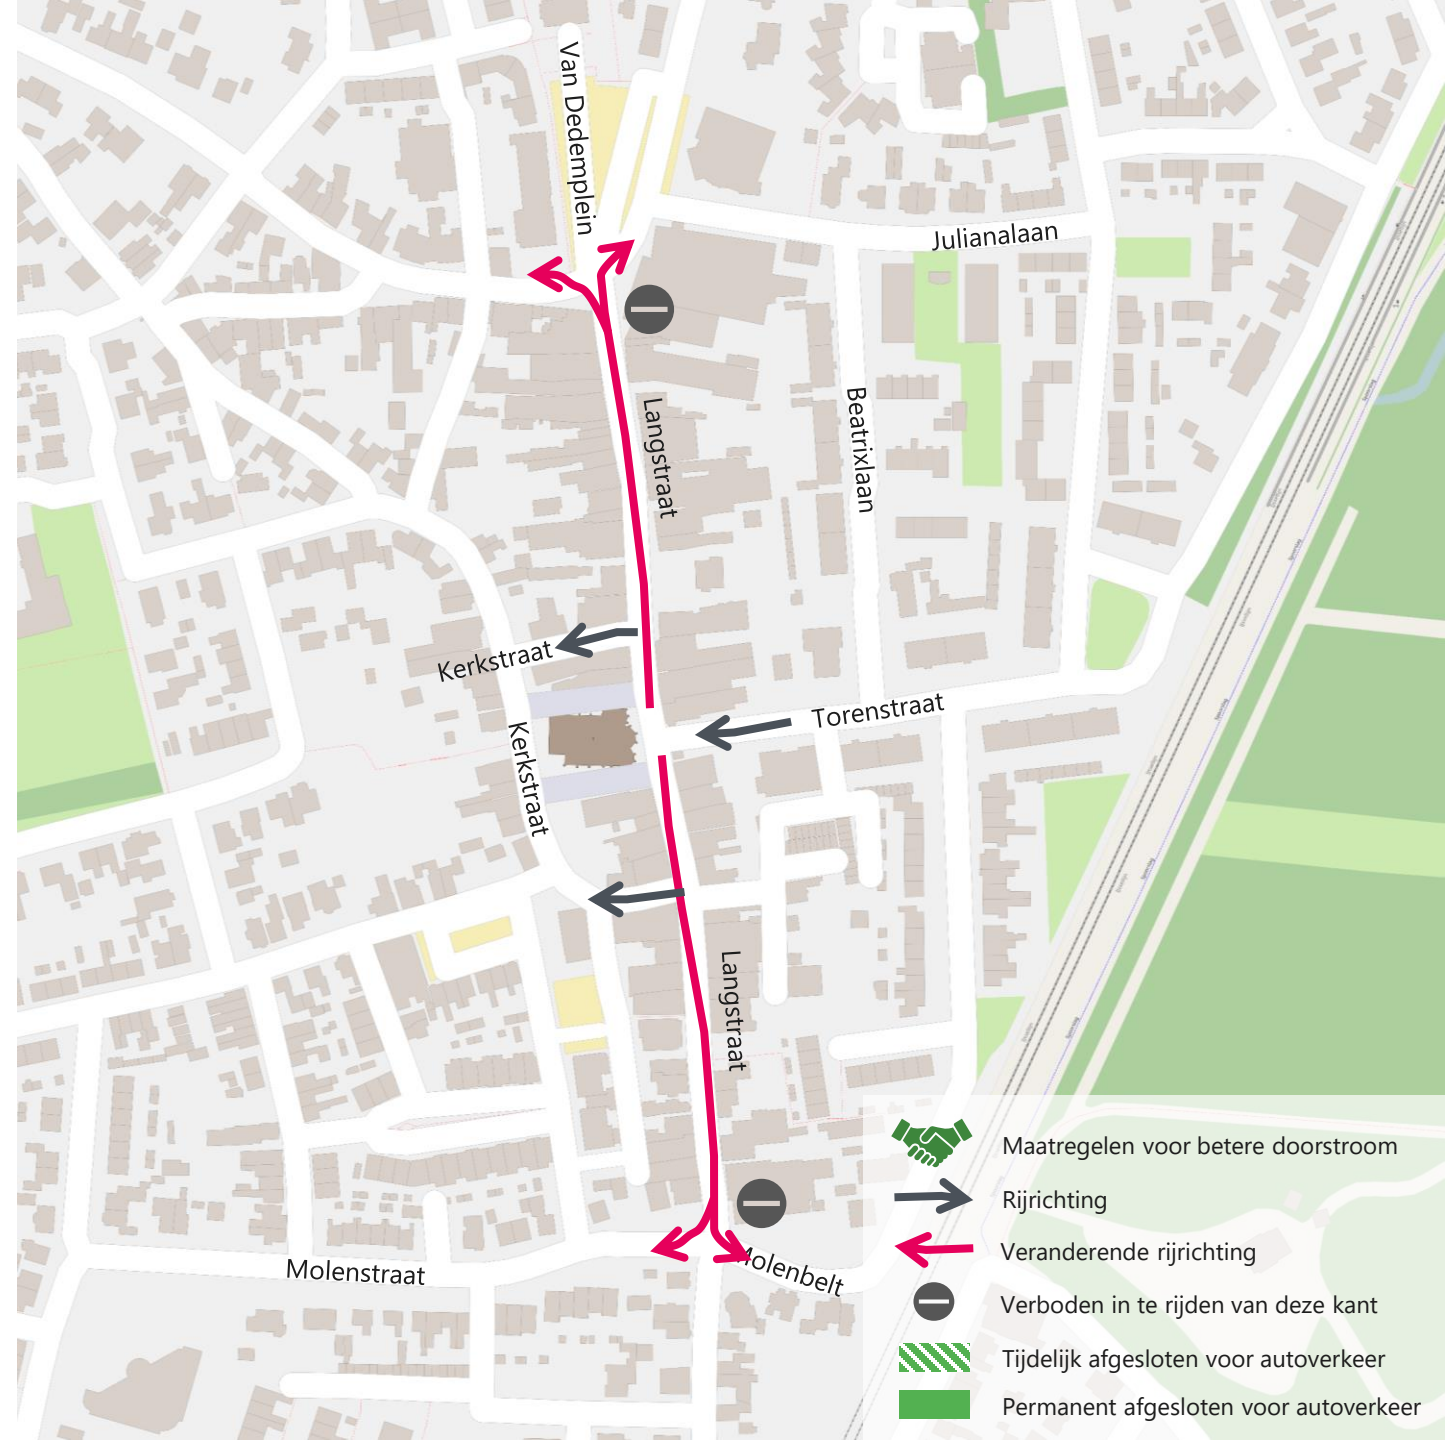 Van Dedemplein
Julianalaan
Langstraat
Beatrixlaan
Kerkstraat
Torenstraat
Kerkstraat
Langstraat
Molenstraat
Molenbelt
Maatregelen voor betere doorstroom
Rijrichting
Veranderende rijrichting
Verboden in te rijden van deze kant
Tijdelijk afgesloten voor autoverkeer
Permanent afgesloten voor autoverkeer